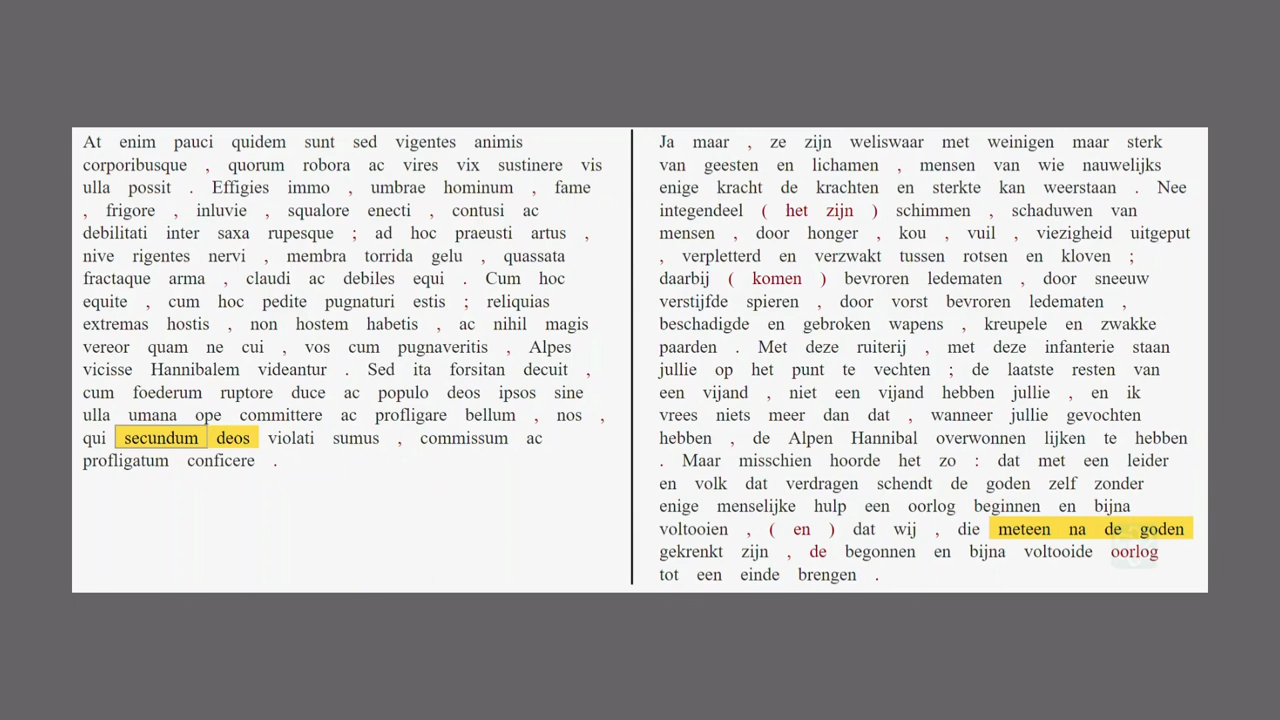 At enim pauci quidem sunt sed vigentes animis
corporibusque , quorum robora ac vires vix sustinere vis
ulla possit . Effigies immo , umbrae hominum , fame
, frigore , inluvie , squalore enecti , contusi ac
debilitati inter saxa rupesque ; ad hoc praeusti artus ,
nive rigentes nervi , membra torrida gelu , quassata
fractaque arma , claudi ac debiles equi . Cum hoc
equite , cum hoc pedite pugnaturi estis ; reliquias
extremas hostis , non hostem habetis , ac nihil magis
vereor quam ne cui , vos cum pugnaveritis , Alpes
vicisse Hannibalem videantur . Sed ita forsitan decuit ,
cum foederum ruptore duce ac populo deos ipsos sine
ulla umana ope committere ac profligare bellum , nos ,
qui secundum deos violati sumus , commissum ac
profligatum conficere .
Ja maar , ze zijn weliswaar met weinigen maar sterk
van geesten en lichamen , mensen van wie nauwelijks
enige kracht de krachten en sterkte kan weerstaan . Nee
integendeel ( het zijn ) schimmen , schaduwen van
mensen , door honger , kou , vuil , viezigheid uitgeput
, verpletterd en verzwakt tussen rotsen en kloven ;
daarbij ( komen ) bevroren ledematen , door sneeuw
verstijfde spieren , door vorst bevroren ledematen ,
beschadigde en gebroken wapens , kreupele en zwakke
paarden . Met deze ruiterij , met deze infanterie staan
jullie op het punt te vechten ; de laatste resten van
een vijand , niet een vijand hebben jullie , en ik
vrees niets meer dan dat , wanneer jullie gevochten
hebben , de Alpen Hannibal overwonnen lijken te hebben
. Maar misschien hoorde het zo : dat met een leider
en volk dat verdragen schendt de goden zelf zonder
enige menselijke hulp een oorlog beginnen en bijna
voltooien , ( en ) dat wij , die meteen na de goden
gekrenkt zijn , de begonnen en bijna voltooide oorlog
tot een einde brengen .